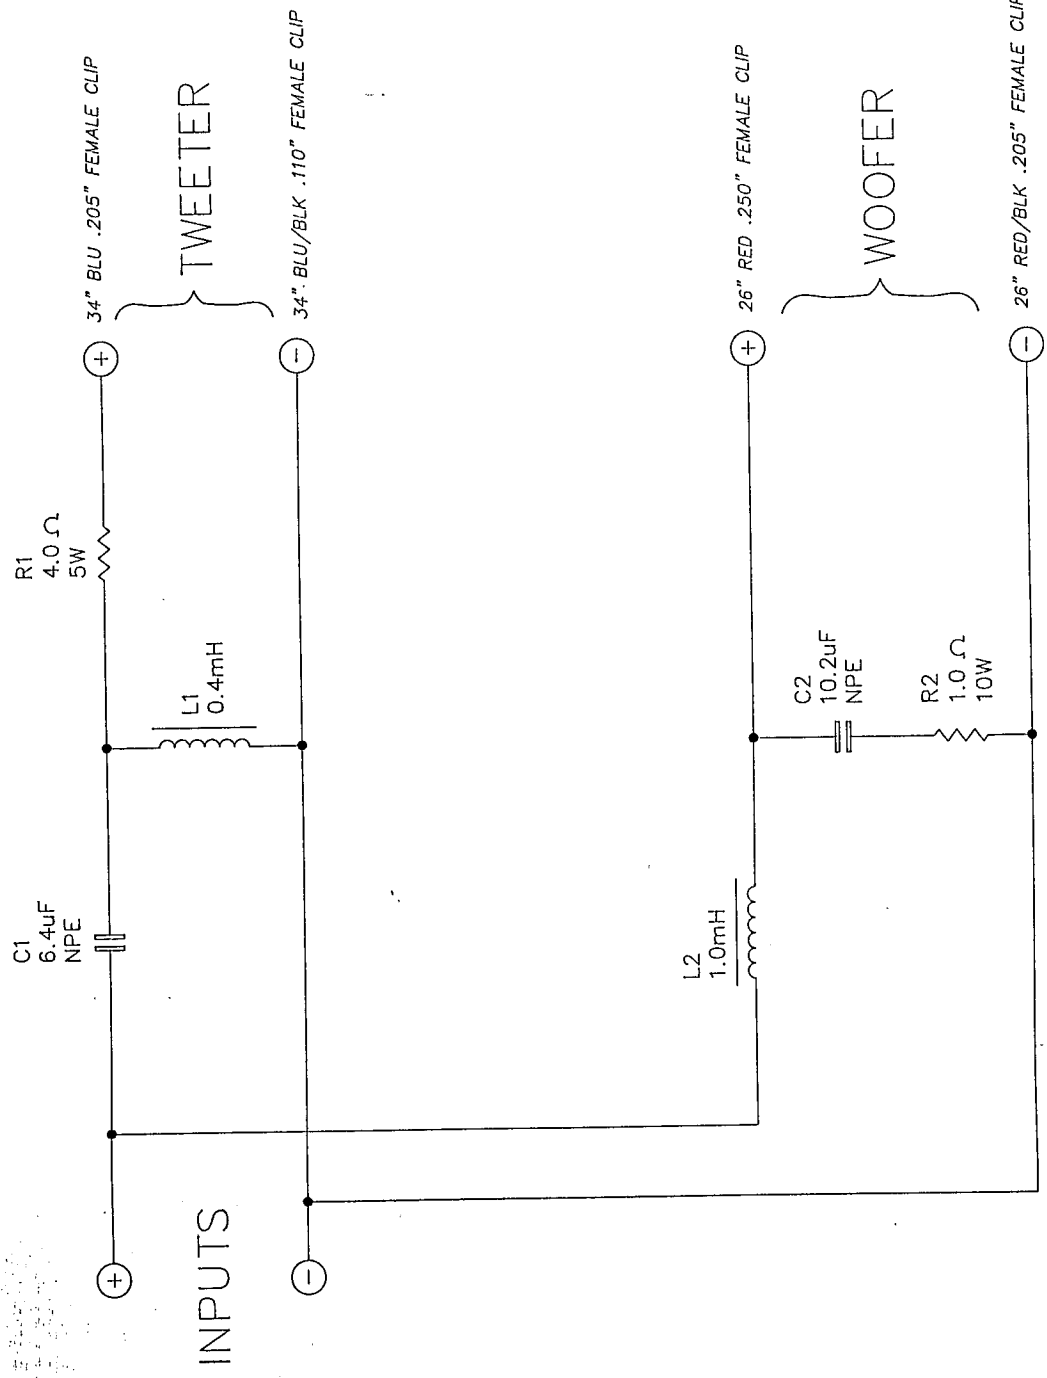 34" BLU .205" FEMALE CLIP
TWEETER
34" BLU/BLK .110" FEMALE CLIP
R1
4.0 Ω
5W
C1
6.4uF
NPE
L1
0.4mH
INPUTS
26" RED .250" FEMALE CLIP
WOOFER
26" RED/BLK .205" FEMALE CLIP
L2
1.0mH
C2
10.2uF
NPE
R2
1.0 Ω
10W